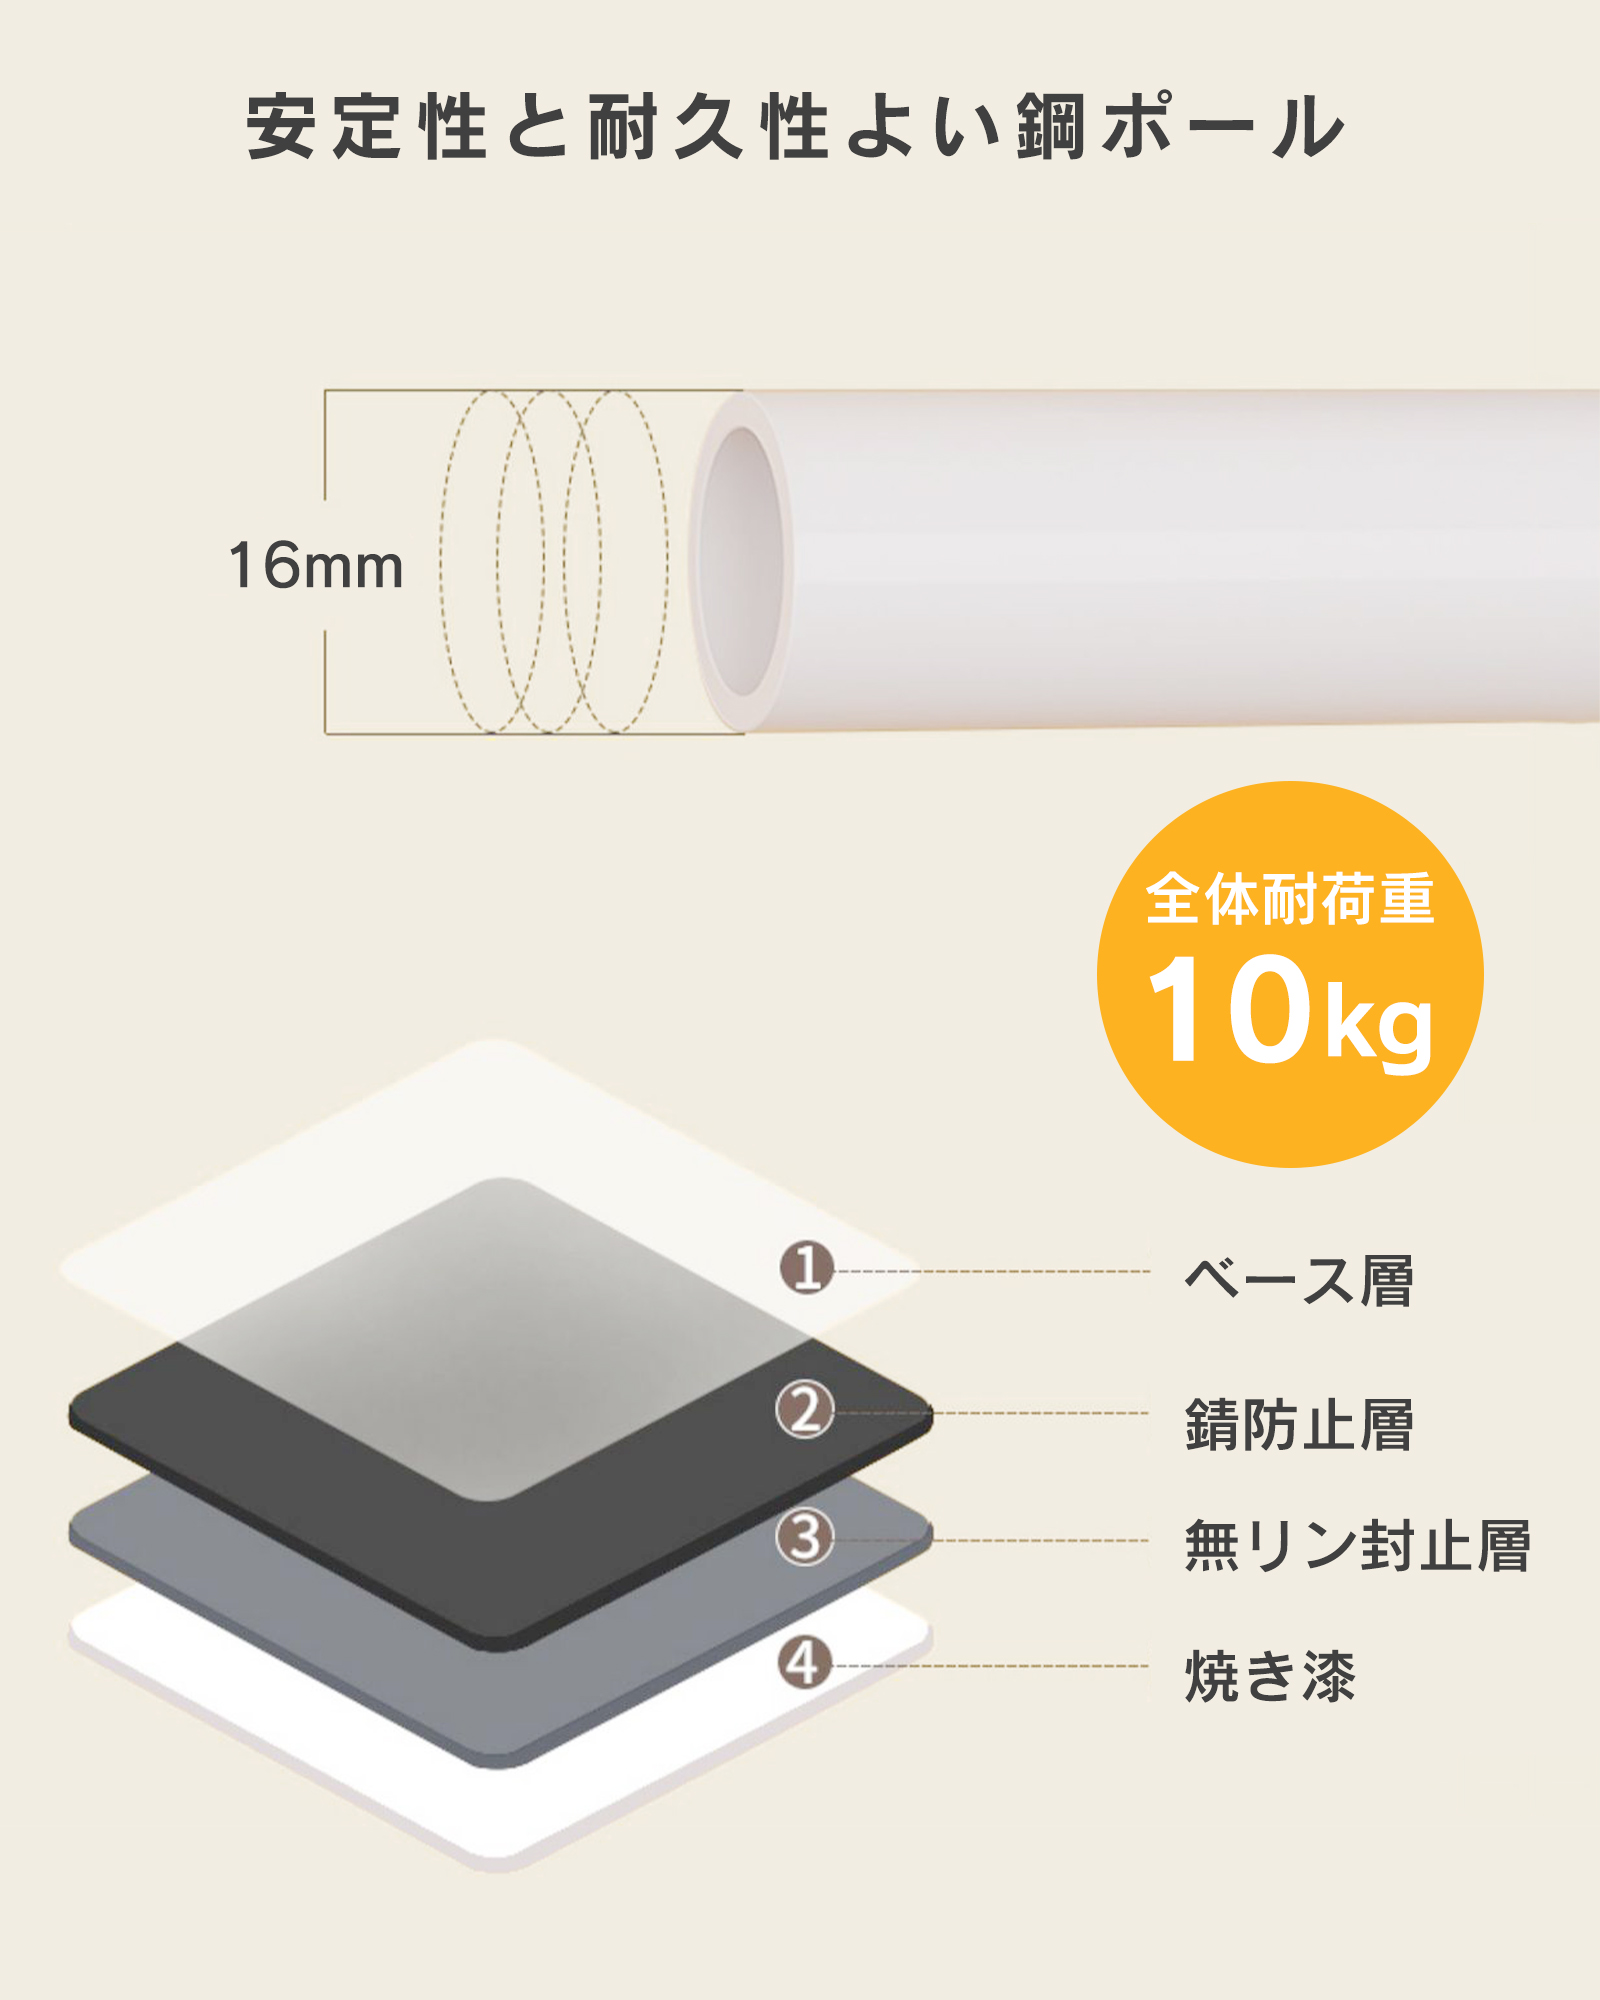 安定性と耐久性よい鋼ポール
16mm
全体耐荷重
10kg
1 ベース層
2 錆防止層
3 無リン封止層
4 焼き漆